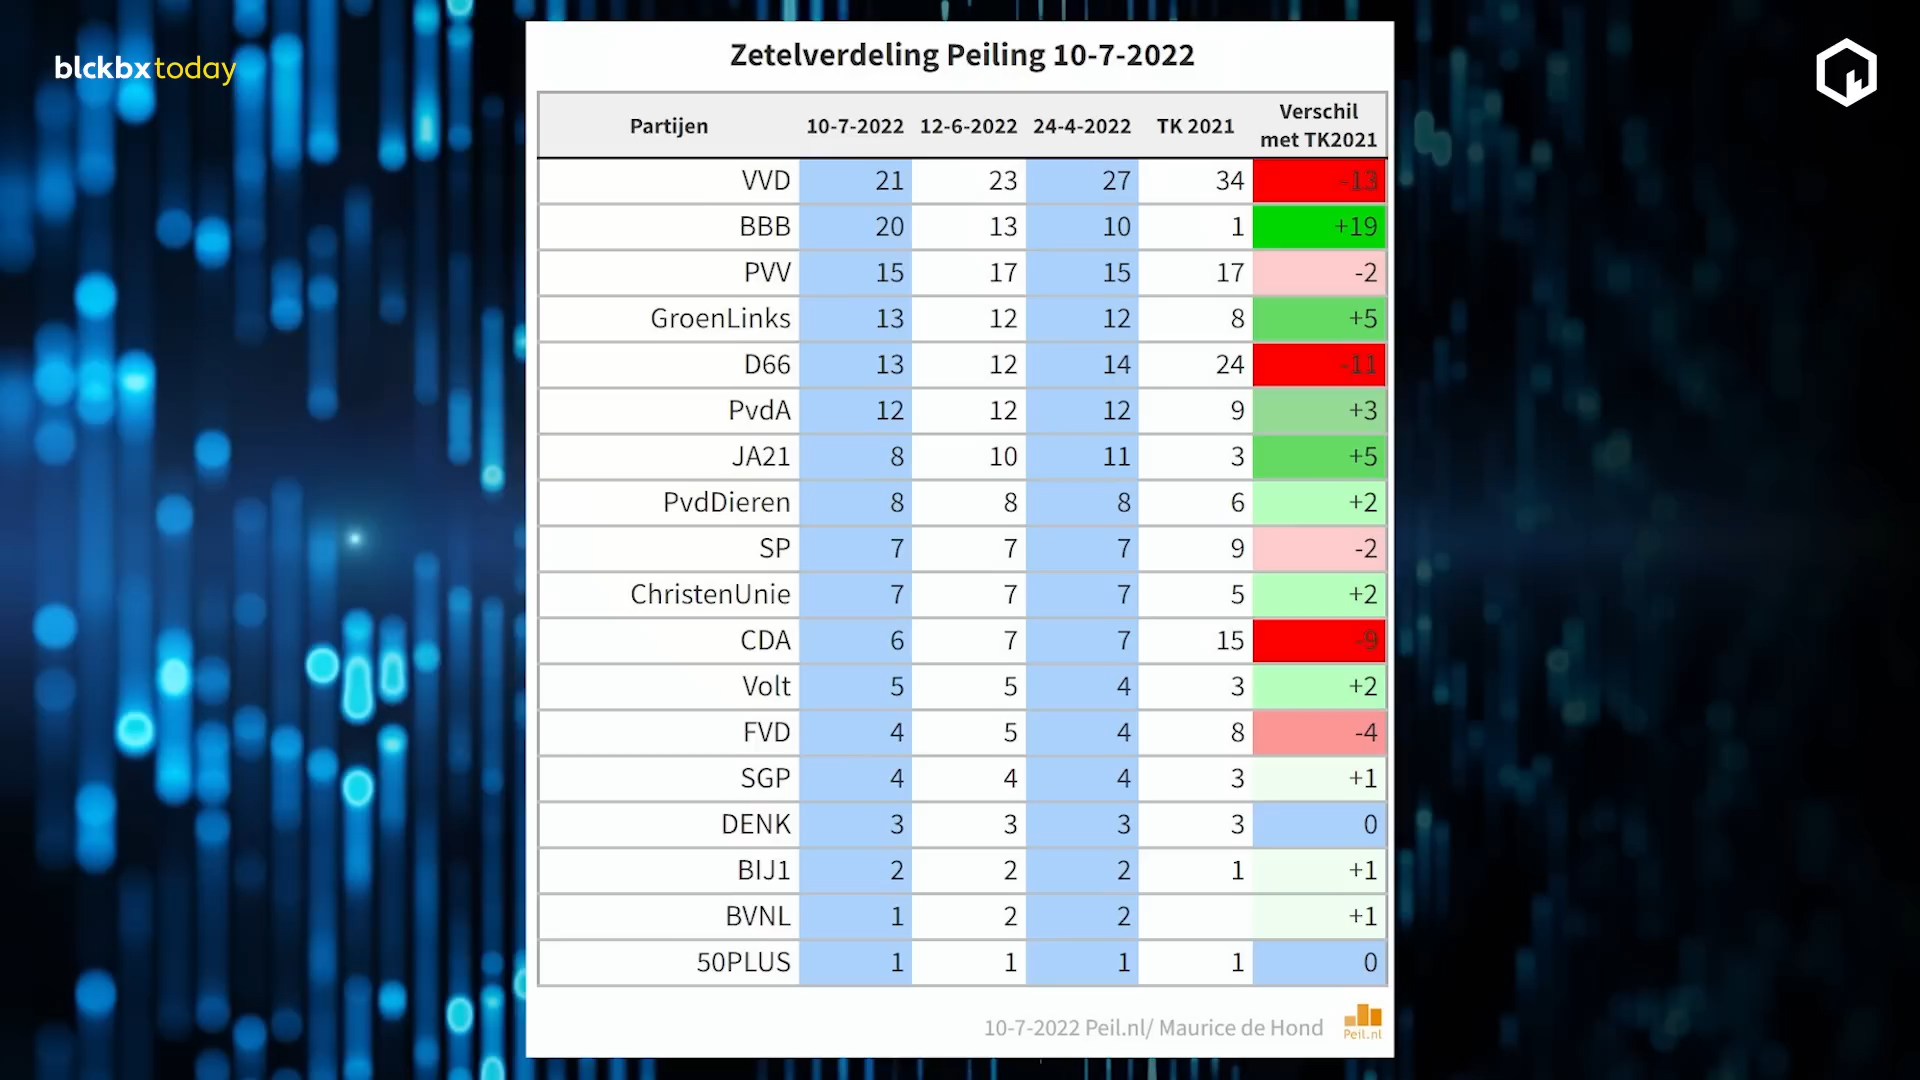 blckbxtoday
Zetelverdeling Peiling 10-7-2022
Partijen 10-7-2022 12-6-2022 24-4-2022 TK 2021 Verschil met TK2021
VVD 21 23 27 34 -13
BBB 20 13 10 1 +19
PVV 15 17 15 17 -2
GroenLinks 13 12 12 8 +5
D66 13 12 14 24 -11
PvdA 12 12 12 9 +3
JA21 8 10 11 3 +5
PvdDieren 8 8 8 6 +2
SP 7 7 7 9 -2
ChristenUnie 7 7 7 5 +2
CDA 6 7 7 15 -9
Volt 5 5 4 3 +2
FVD 4 5 4 8 -4
SGP 4 4 4 3 +1
DENK 3 3 3 3 0
BIJ1 2 2 2 1 +1
BVNL 1 2 2 +1
50PLUS 1 1 1 1 0
10-7-2022 Peil.nl/ Maurice de Hond
Peil.nl